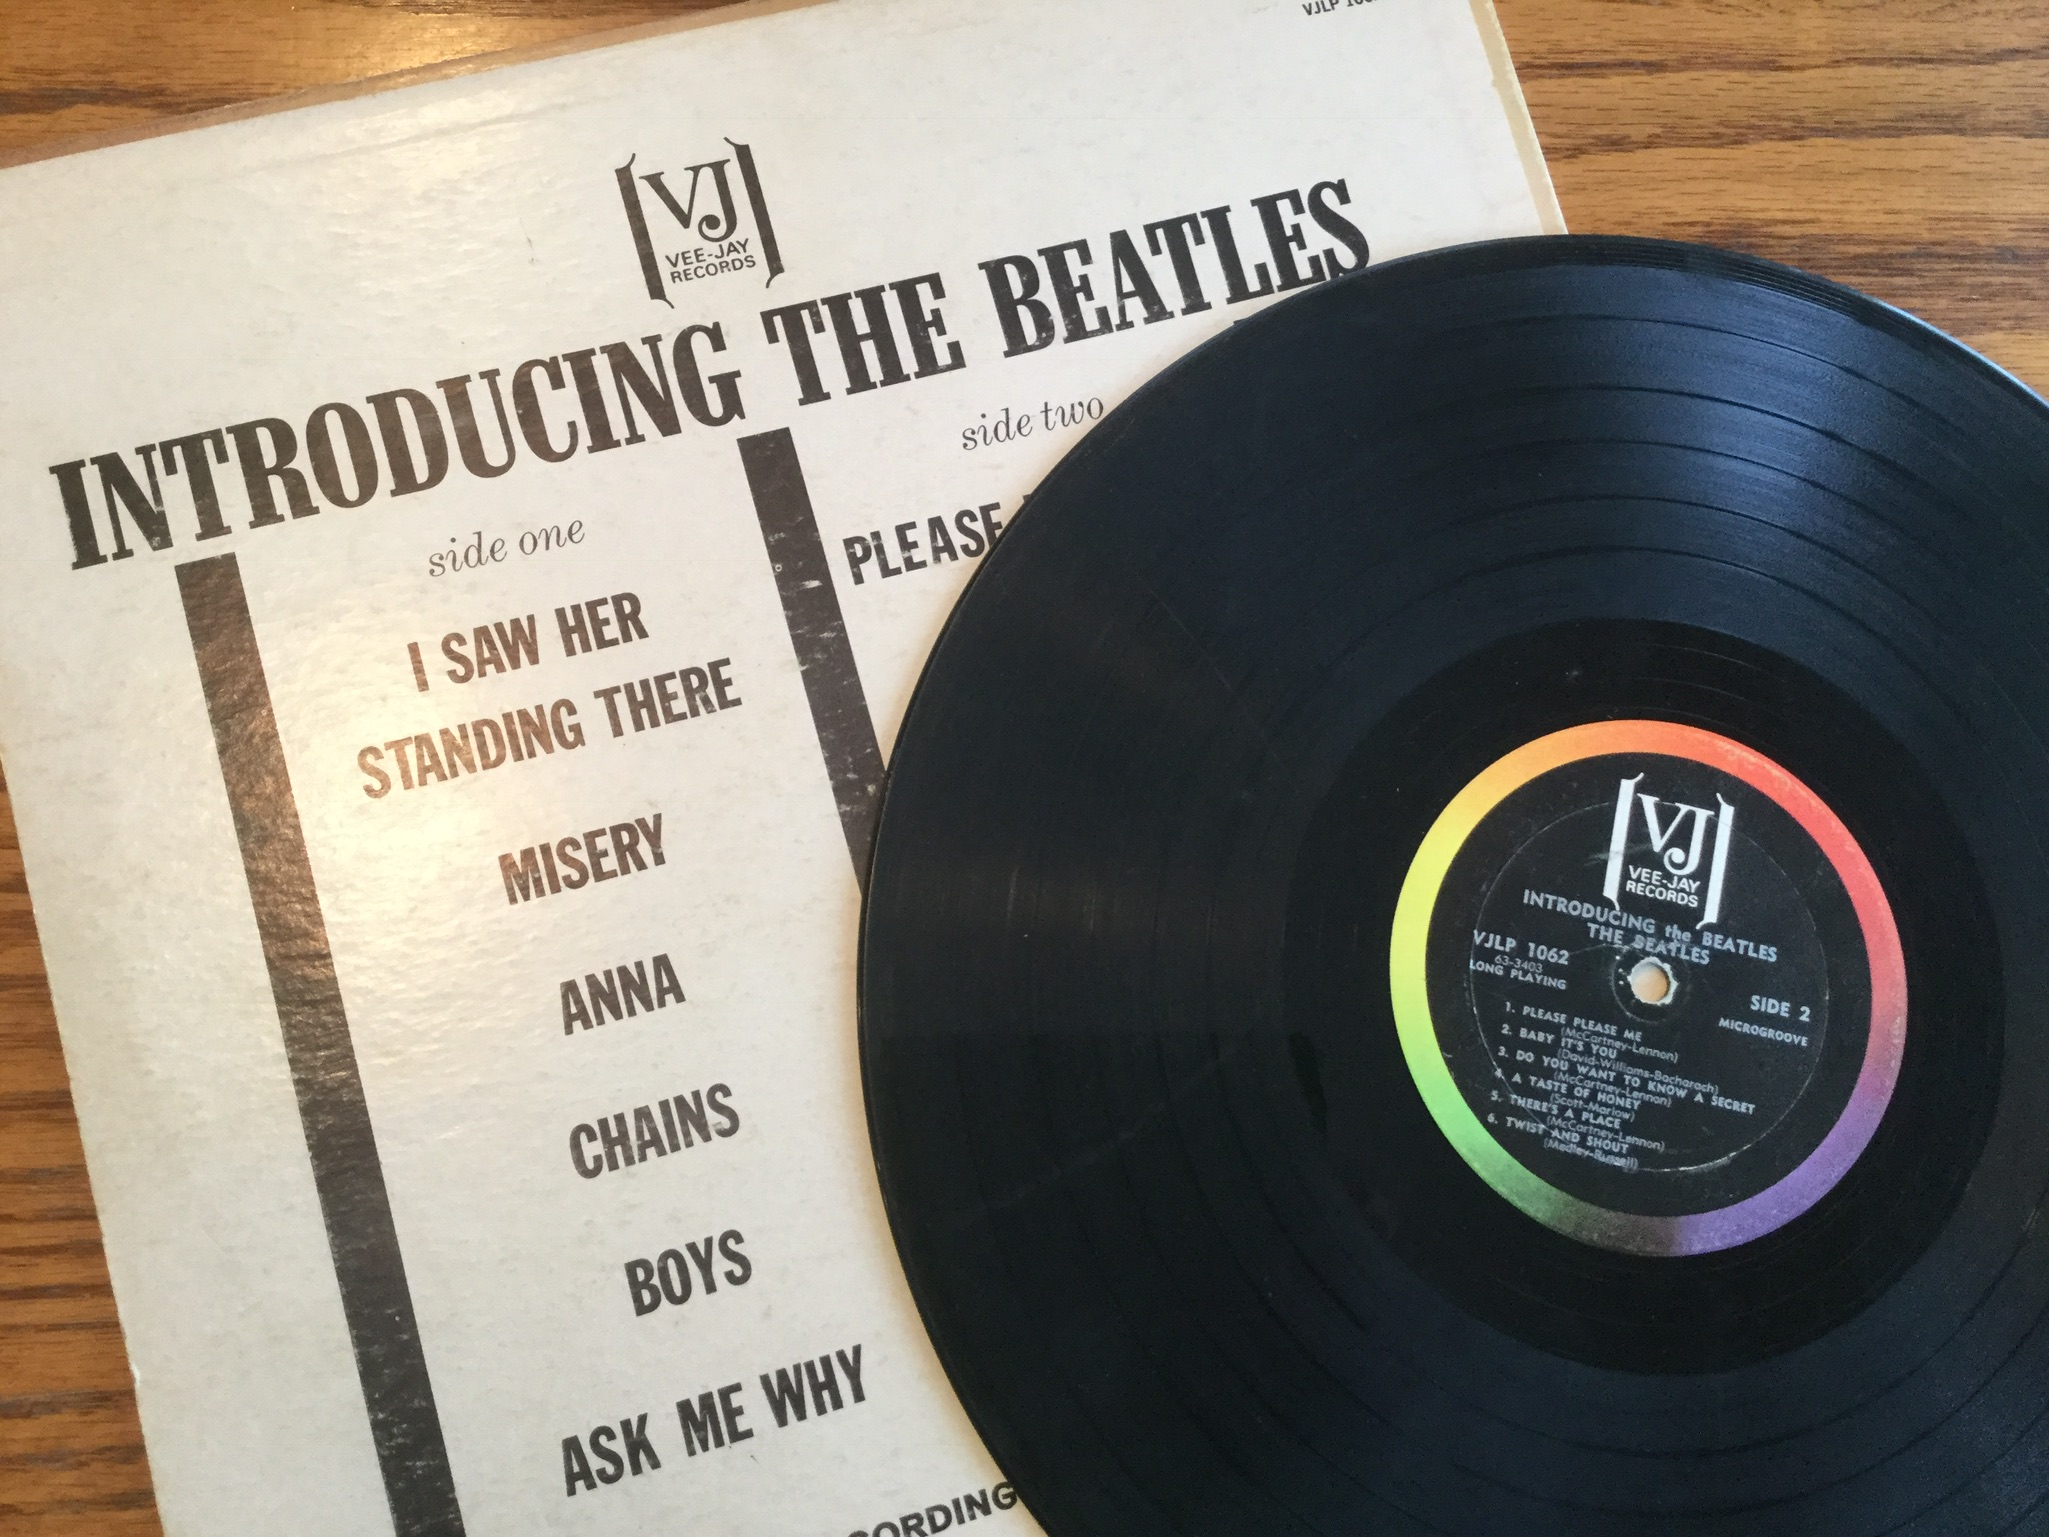 VJLP
VJ
VEE-JAY
RECORDS
INTRODUCING THE BEATLES
side one
I SAW HER
STANDING THERE
MISERY
ANNA
CHAINS
BOYS
ASK ME WHY
side two
PLEASE
VJ
VEE-JAY
RECORDS
INTRODUCING the BEATLES
THE BEATLES
VJLP 1062
63-3403
LONG PLAYING
SIDE 2
MICROGROOVE
1. PLEASE PLEASE ME
(McCartney-Lennon)
2. BABY IT'S YOU
(David-Williams-Bacharach)
3. DO YOU WANT TO KNOW A SECRET
(McCartney-Lennon)
4. A TASTE OF HONEY
(Scott-Marlow)
5. THERE'S A PLACE
(McCartney-Lennon)
6. TWIST AND SHOUT
(Medley-Russell)